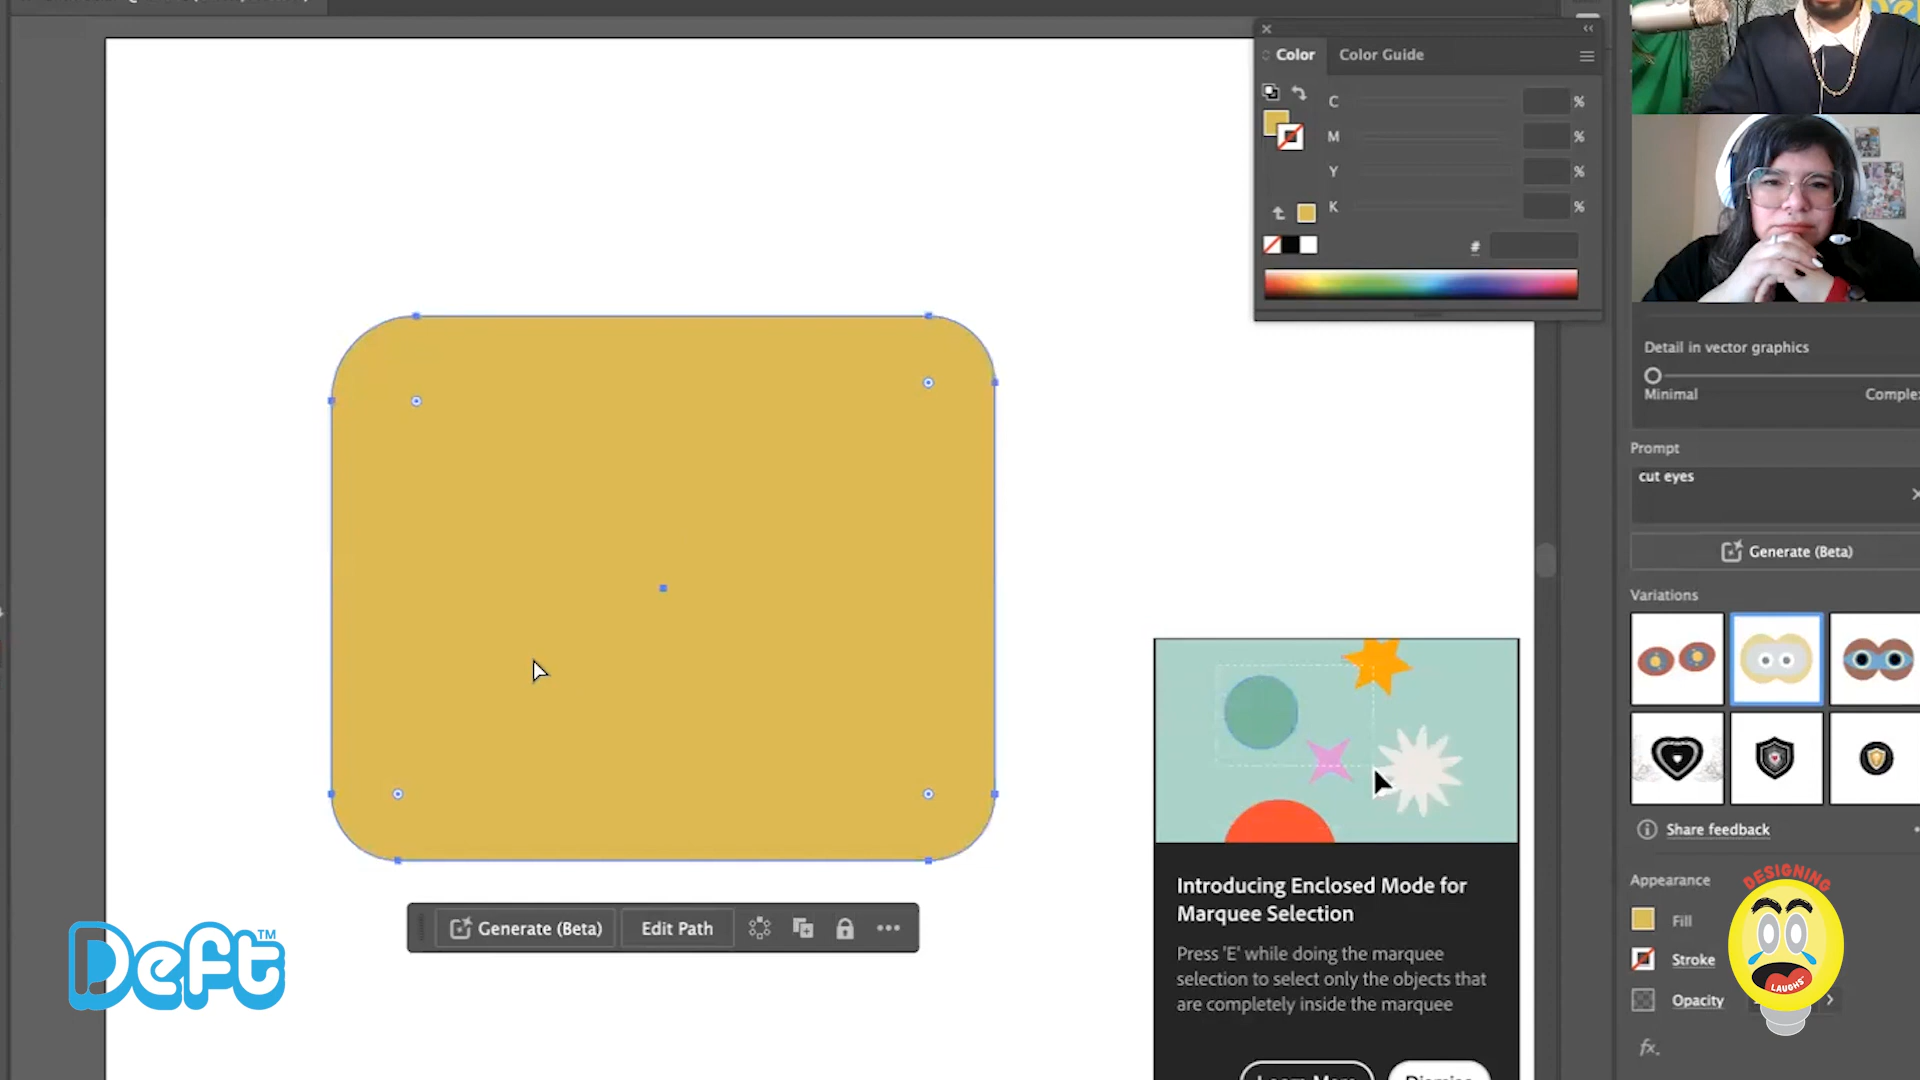 Color
Color Guide
C
%
M
%
Y
%
K
%
#
Detail in vector graphics
Minimal
Comple
Prompt
cut eyes
Generate (Beta)
Variations
Share feedback
Appearance
Fill
Stroke
Opacity
fx.
Generate (Beta)
Edit Path
Introducing Enclosed Mode for
Marquee Selection
Press 'E' while doing the marquee
selection to select only the objects that
are completely inside the marquee
Deft™
DESIGNING
LAUGHS